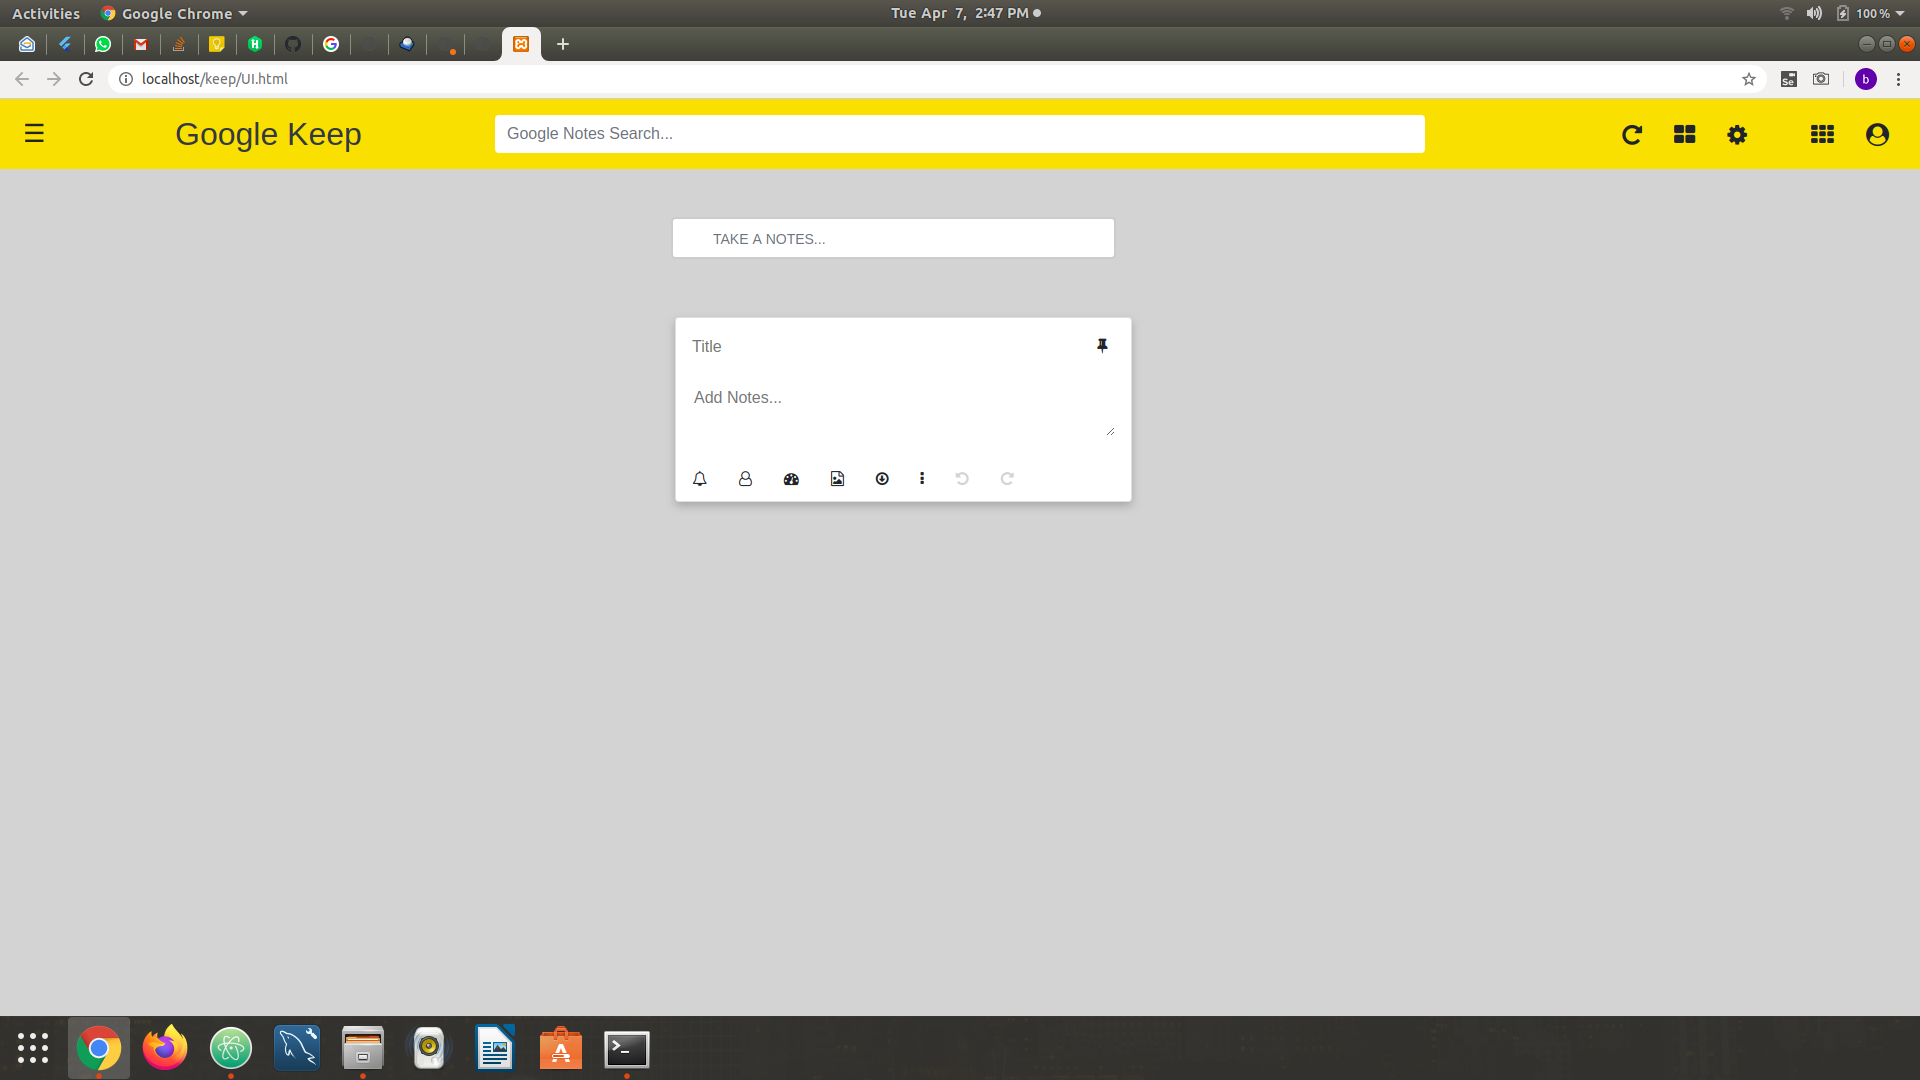 Activities Google Chrome Tue Apr 7, 2:47 PM 100 %
localhost/keep/UI.html Se b
☰ Google Keep Google Notes Search...
TAKE A NOTES...
Title
Add Notes...